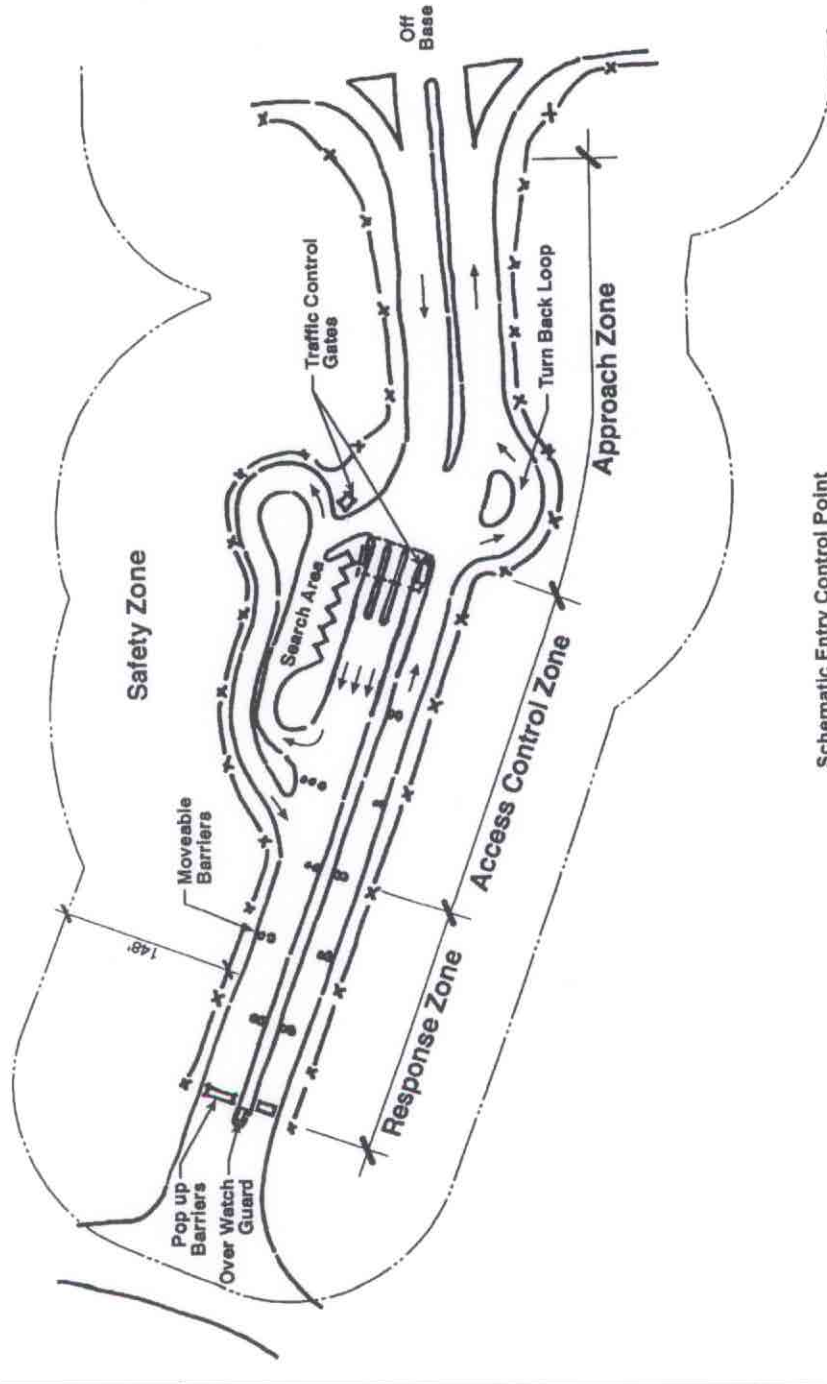 Off
Base
Traffic Control
Gates
Safety Zone
Search Area
Turn Back Loop
Approach Zone
Moveable
Barriers
148'
Access Control Zone
Response Zone
Pop up
Barriers
Over Watch
Guard
Schematic Entry Control Point